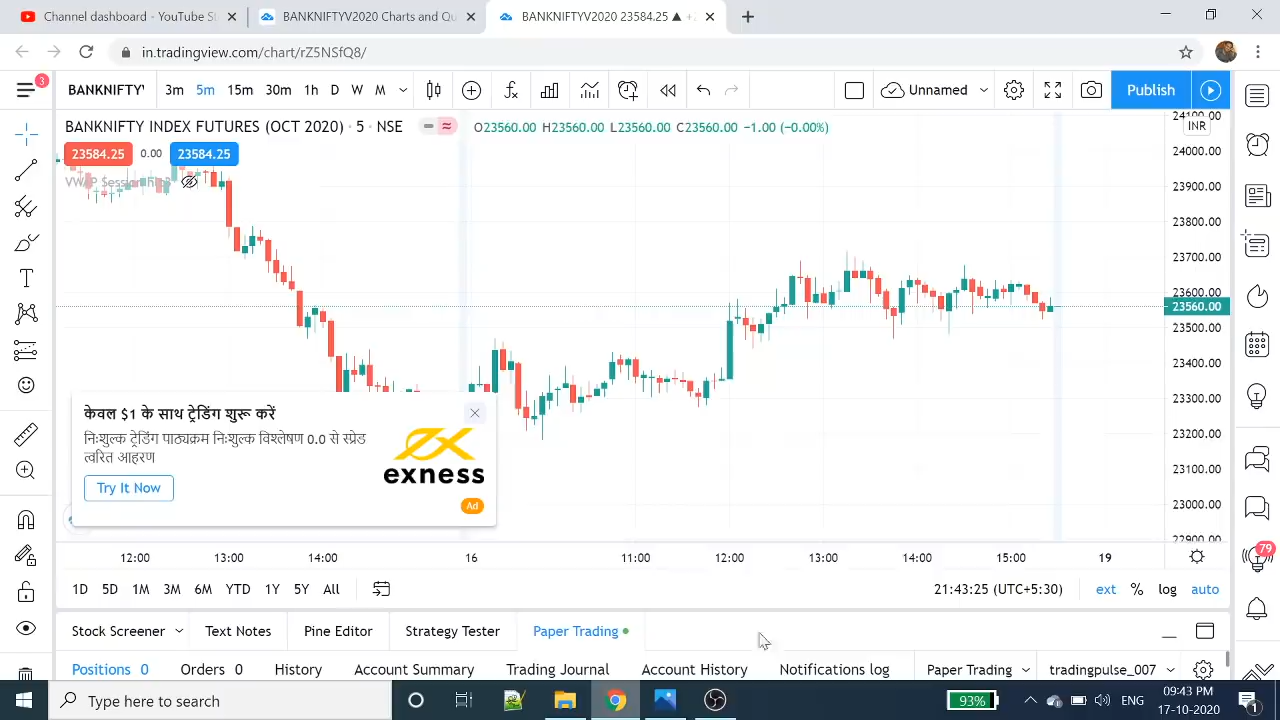 Channel dashboard - YouTube St
BANKNIFTYV2020 Charts and Qu
BANKNIFTYV2020 23584.25 ▲ +
in.tradingview.com/chart/rZ5NSfQ8/
3
BANKNIFTY
3m 5m 15m 30m 1h D W M
Unnamed
Publish
BANKNIFTY INDEX FUTURES (OCT 2020) · 5 · NSE
O23560.00 H23560.00 L23560.00 C23560.00 −1.00 (−0.00%)
23584.25 0.00 23584.25
VWAP Session
24100.00
INR
24000.00
23900.00
23800.00
23700.00
23600.00
23560.00
23500.00
23400.00
23300.00
23200.00
23100.00
23000.00
22900.00
केवल $1 के साथ ट्रेडिंग शुरू करें
निःशुल्क ट्रेडिंग पाठ्यक्रम निःशुल्क विश्लेषण 0.0 से स्प्रेड
त्वरित आहरण
Try It Now
exness
Ad
12:00 13:00 14:00 16 11:00 12:00 13:00 14:00 15:00 19
1D 5D 1M 3M 6M YTD 1Y 5Y All
21:43:25 (UTC+5:30) ext % log auto
79
Stock Screener Text Notes Pine Editor Strategy Tester Paper Trading
Positions 0 Orders 0 History Account Summary Trading Journal Account History Notifications log Paper Trading tradingpulse_007
Type here to search
93%
ENG
09:43 PM
17-10-2020
1